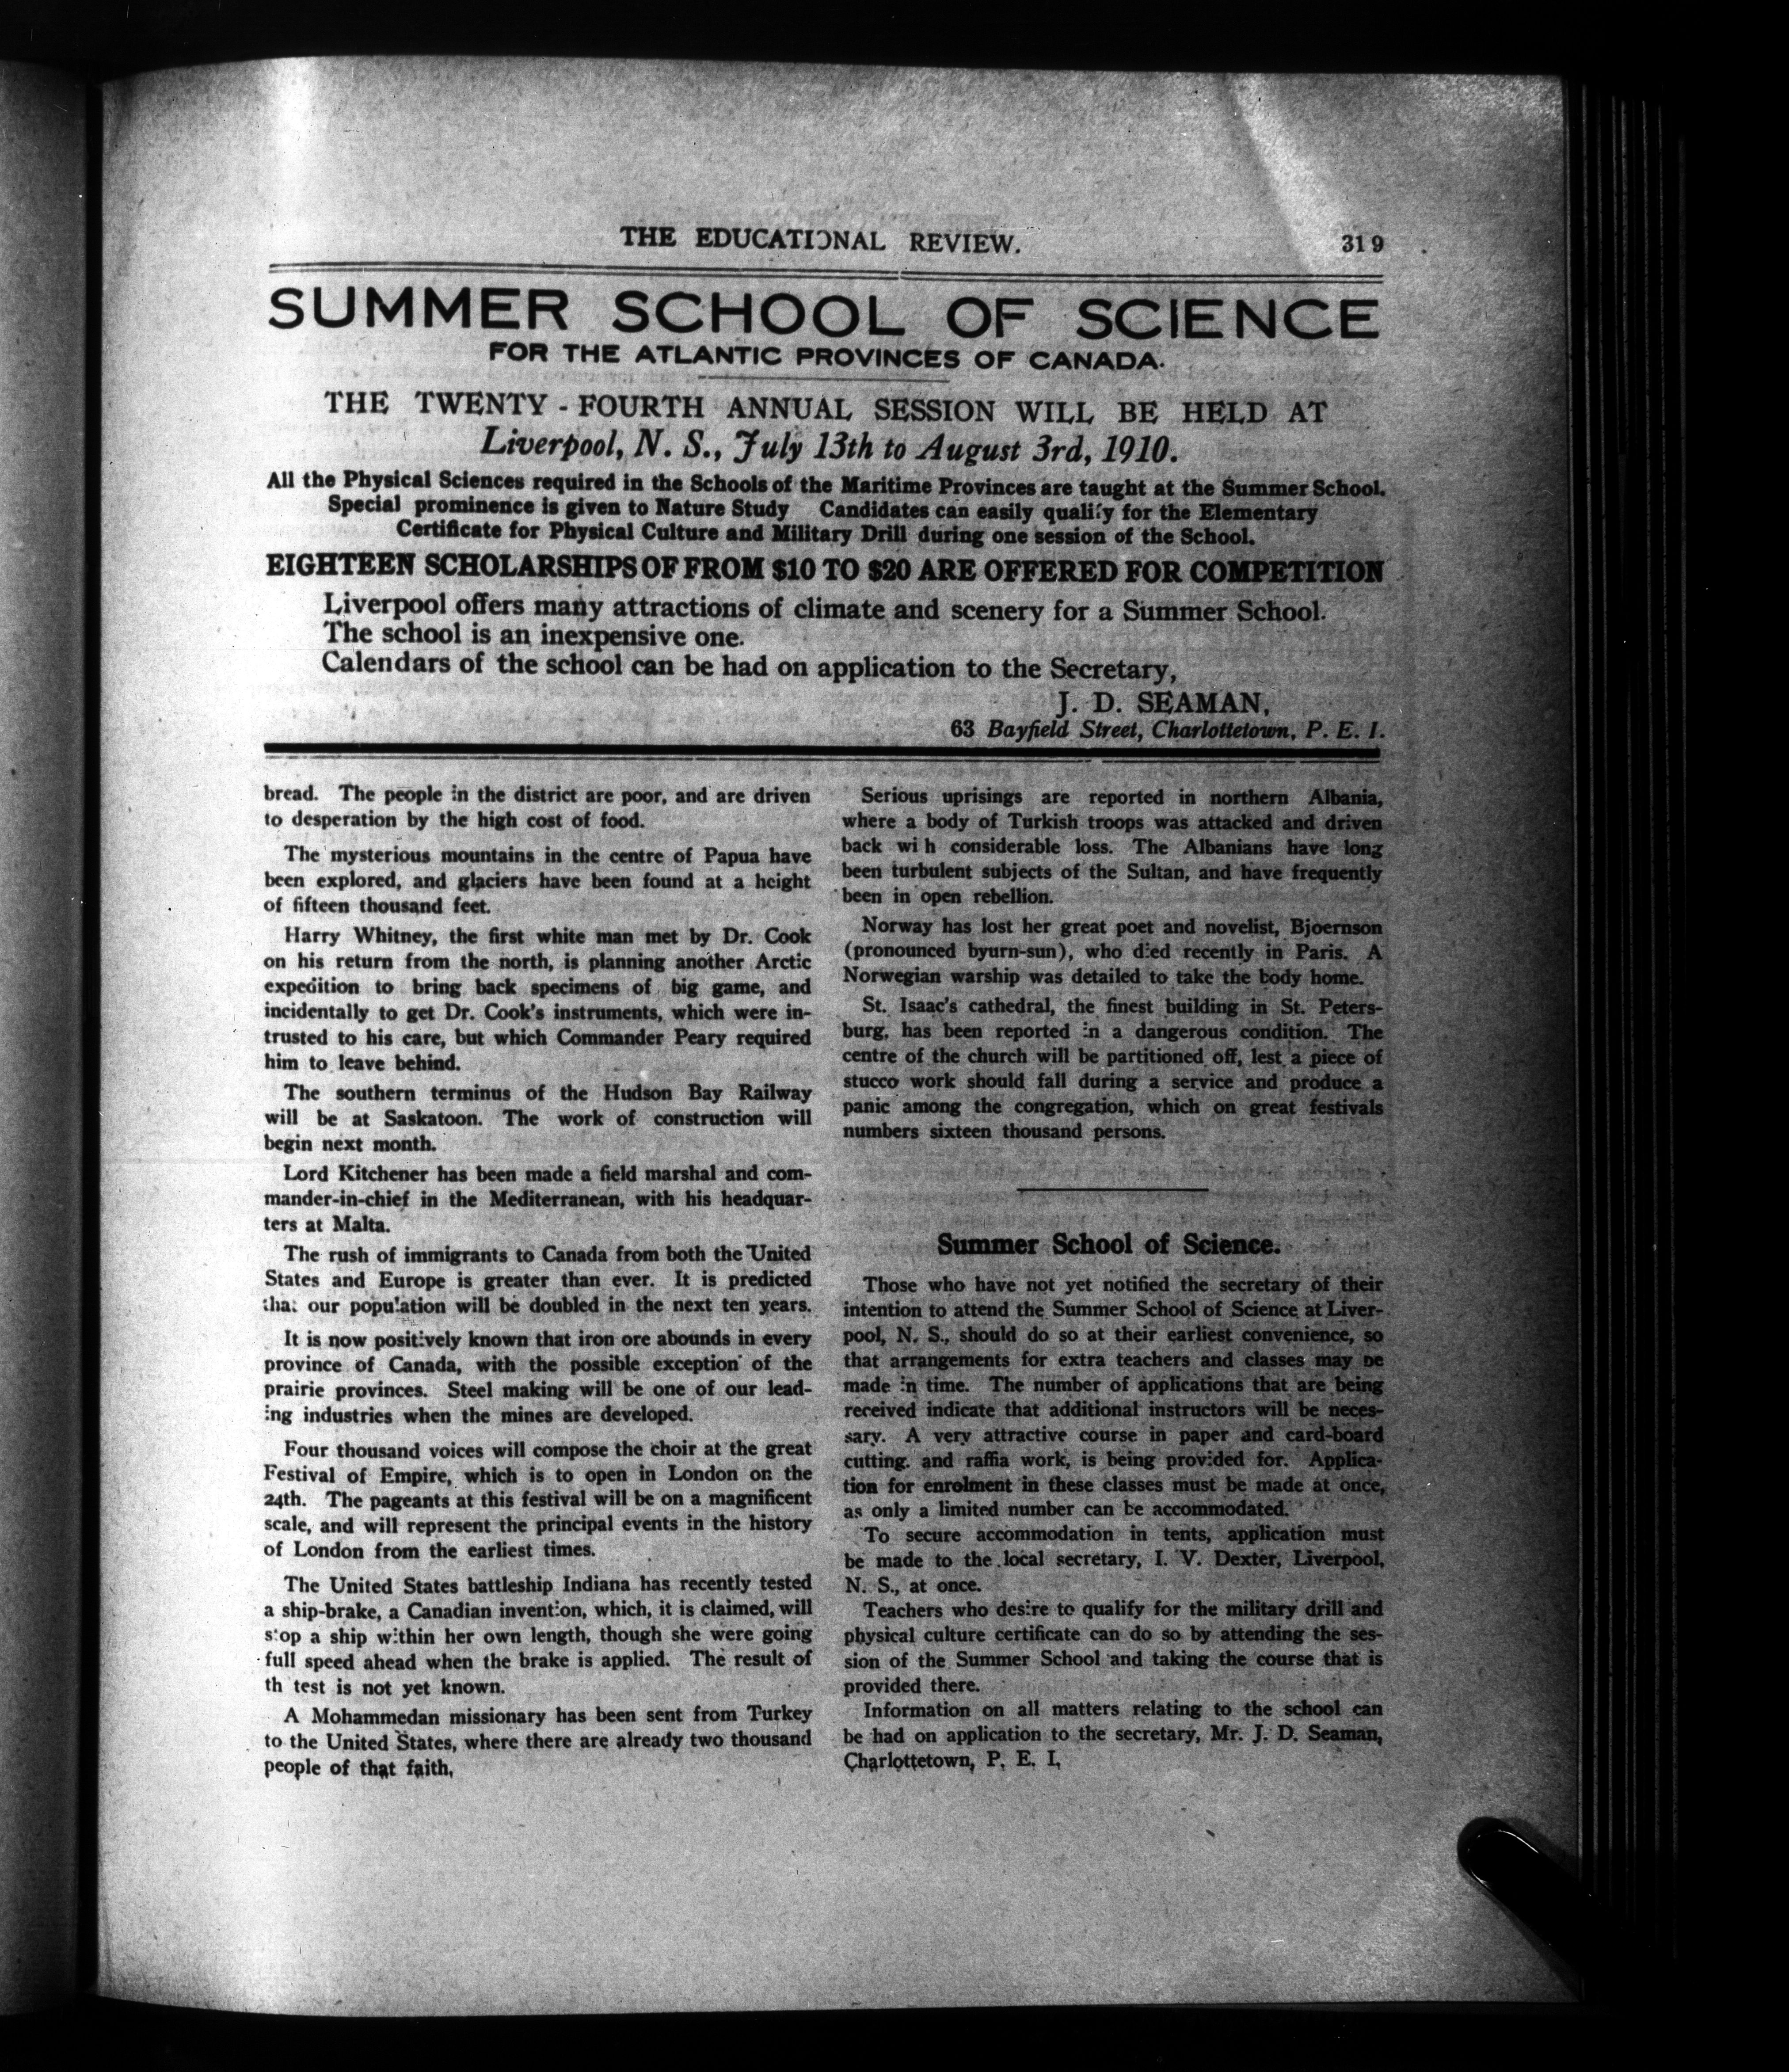 THE EDUCATIONAL REVIEW.
319
SUMMER SCHOOL OF SCIENCE
FOR THE ATLANTIC PROVINCES OF CANADA.
THE TWENTY-FOURTH ANNUAL SESSION WILL BE HELD AT
Liverpool, N. S., July 13th to August 3rd, 1910.
All the Physical Sciences required in the Schools of the Maritime Provinces are taught at the Summer School.
Special prominence is given to Nature Study Candidates can easily qualify for the Elementary
Certificate for Physical Culture and Military Drill during one session of the School.
EIGHTEEN SCHOLARSHIPS OF FROM $10 TO $20 ARE OFFERED FOR COMPETITION
Liverpool offers many attractions of climate and scenery for a Summer School.
The school is an inexpensive one.
Calendars of the school can be had on application to the Secretary,
J. D. SEAMAN,
63 Bayfield Street, Charlottetown, P. E. I.
bread. The people in the district are poor, and are driven
to desperation by the high cost of food.
The mysterious mountains in the centre of Papua have
been explored, and glaciers have been found at a height
of fifteen thousand feet.
Harry Whitney, the first white man met by Dr. Cook
on his return from the north, is planning another Arctic
expedition to bring back specimens of big game, and
incidentally to get Dr. Cook's instruments, which were in-
trusted to his care, but which Commander Peary required
him to leave behind.
The southern terminus of the Hudson Bay Railway
will be at Saskatoon. The work of construction will
begin next month.
Lord Kitchener has been made a field marshal and com-
mander-in-chief in the Mediterranean, with his headquar-
ters at Malta.
The rush of immigrants to Canada from both the United
States and Europe is greater than ever. It is predicted
that our population will be doubled in the next ten years.
It is now positively known that iron ore abounds in every
province of Canada, with the possible exception of the
prairie provinces. Steel making will be one of our lead-
ing industries when the mines are developed.
Four thousand voices will compose the choir at the great
Festival of Empire, which is to open in London on the
24th. The pageants at this festival will be on a magnificent
scale, and will represent the principal events in the history
of London from the earliest times.
The United States battleship Indiana has recently tested
a ship-brake, a Canadian invention, which, it is claimed, will
stop a ship within her own length, though she were going
full speed ahead when the brake is applied. The result of
th test is not yet known.
A Mohammedan missionary has been sent from Turkey
to the United States, where there are already two thousand
people of that faith,
Serious uprisings are reported in northern Albania,
where a body of Turkish troops was attacked and driven
back wi h considerable loss. The Albanians have long
been turbulent subjects of the Sultan, and have frequently
been in open rebellion.
Norway has lost her great poet and novelist, Bjoernson
(pronounced byurn-sun), who died recently in Paris. A
Norwegian warship was detailed to take the body home.
St. Isaac's cathedral, the finest building in St. Peters-
burg, has been reported in a dangerous condition. The
centre of the church will be partitioned off, lest a piece of
stucco work should fall during a service and produce a
panic among the congregation, which on great festivals
numbers sixteen thousand persons.
Summer School of Science.
Those who have not yet notified the secretary of their
intention to attend the Summer School of Science at Liver-
pool, N. S., should do so at their earliest convenience, so
that arrangements for extra teachers and classes may be
made in time. The number of applications that are being
received indicate that additional instructors will be neces-
sary. A very attractive course in paper and card-board
cutting. and raffia work, is being provided for. Applica-
tion for enrolment in these classes must be made at once,
as only a limited number can be accommodated.
To secure accommodation in tents, application must
be made to the local secretary, I. V. Dexter, Liverpool,
N. S., at once.
Teachers who desire to qualify for the military drill and
physical culture certificate can do so by attending the ses-
sion of the Summer School and taking the course that is
provided there.
Information on all matters relating to the school can
be had on application to the secretary, Mr. J. D. Seaman,
Charlottetown, P. E. I,